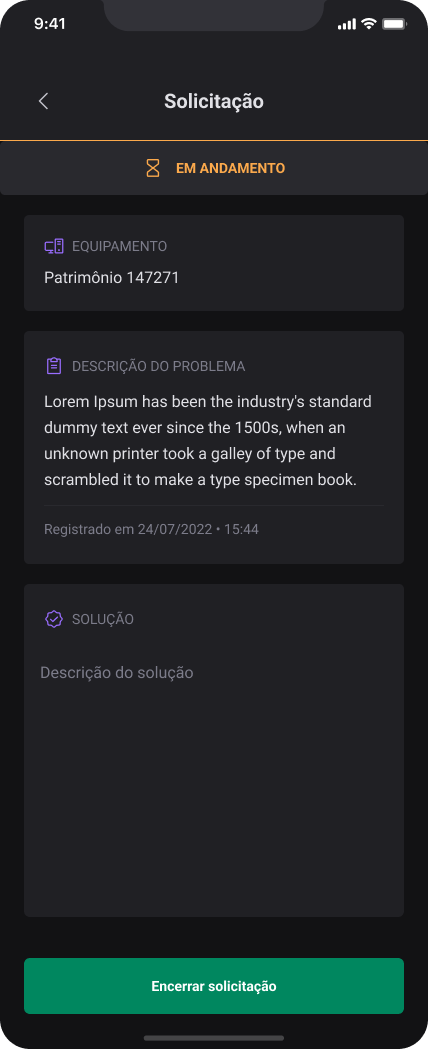 9:41
Solicitação
EM ANDAMENTO
EQUIPAMENTO
Patrimônio 147271
DESCRIÇÃO DO PROBLEMA
Lorem Ipsum has been the industry's standard
dummy text ever since the 1500s, when an
unknown printer took a galley of type and
scrambled it to make a type specimen book.
Registrado em 24/07/2022 • 15:44
SOLUÇÃO
Descrição do solução
Encerrar solicitação